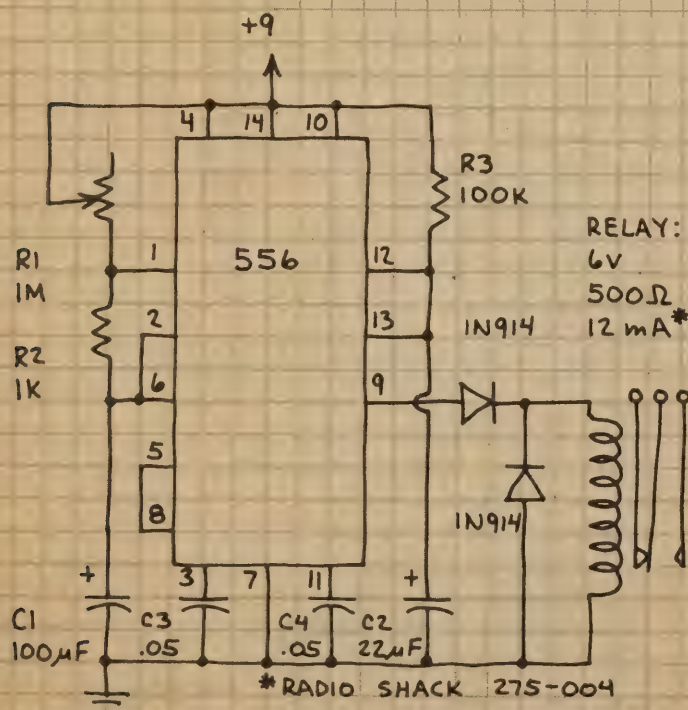 +9
4 14 10
R3
100K
RELAY:
6V
500Ω
12 mA*
R1
1M
1
556
12
2
13
1N914
R2
1K
6
9
5
8
1N914
+
3 7 11
+
C1
100µF
C3
.05
C4
.05
C2
22µF
*RADIO SHACK 275-004